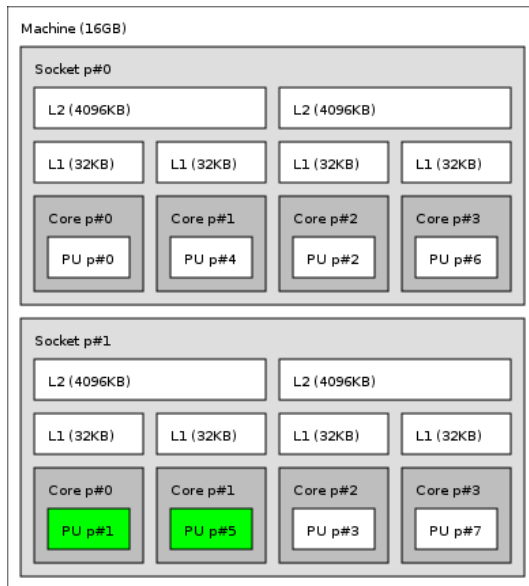 Machine (16GB)
Socket p#0
L2 (4096KB) L2 (4096KB)
L1 (32KB) L1 (32KB) L1 (32KB) L1 (32KB)
Core p#0 Core p#1 Core p#2 Core p#3
PU p#0 PU p#4 PU p#2 PU p#6
Socket p#1
L2 (4096KB) L2 (4096KB)
L1 (32KB) L1 (32KB) L1 (32KB) L1 (32KB)
Core p#0 Core p#1 Core p#2 Core p#3
PU p#1 PU p#5 PU p#3 PU p#7